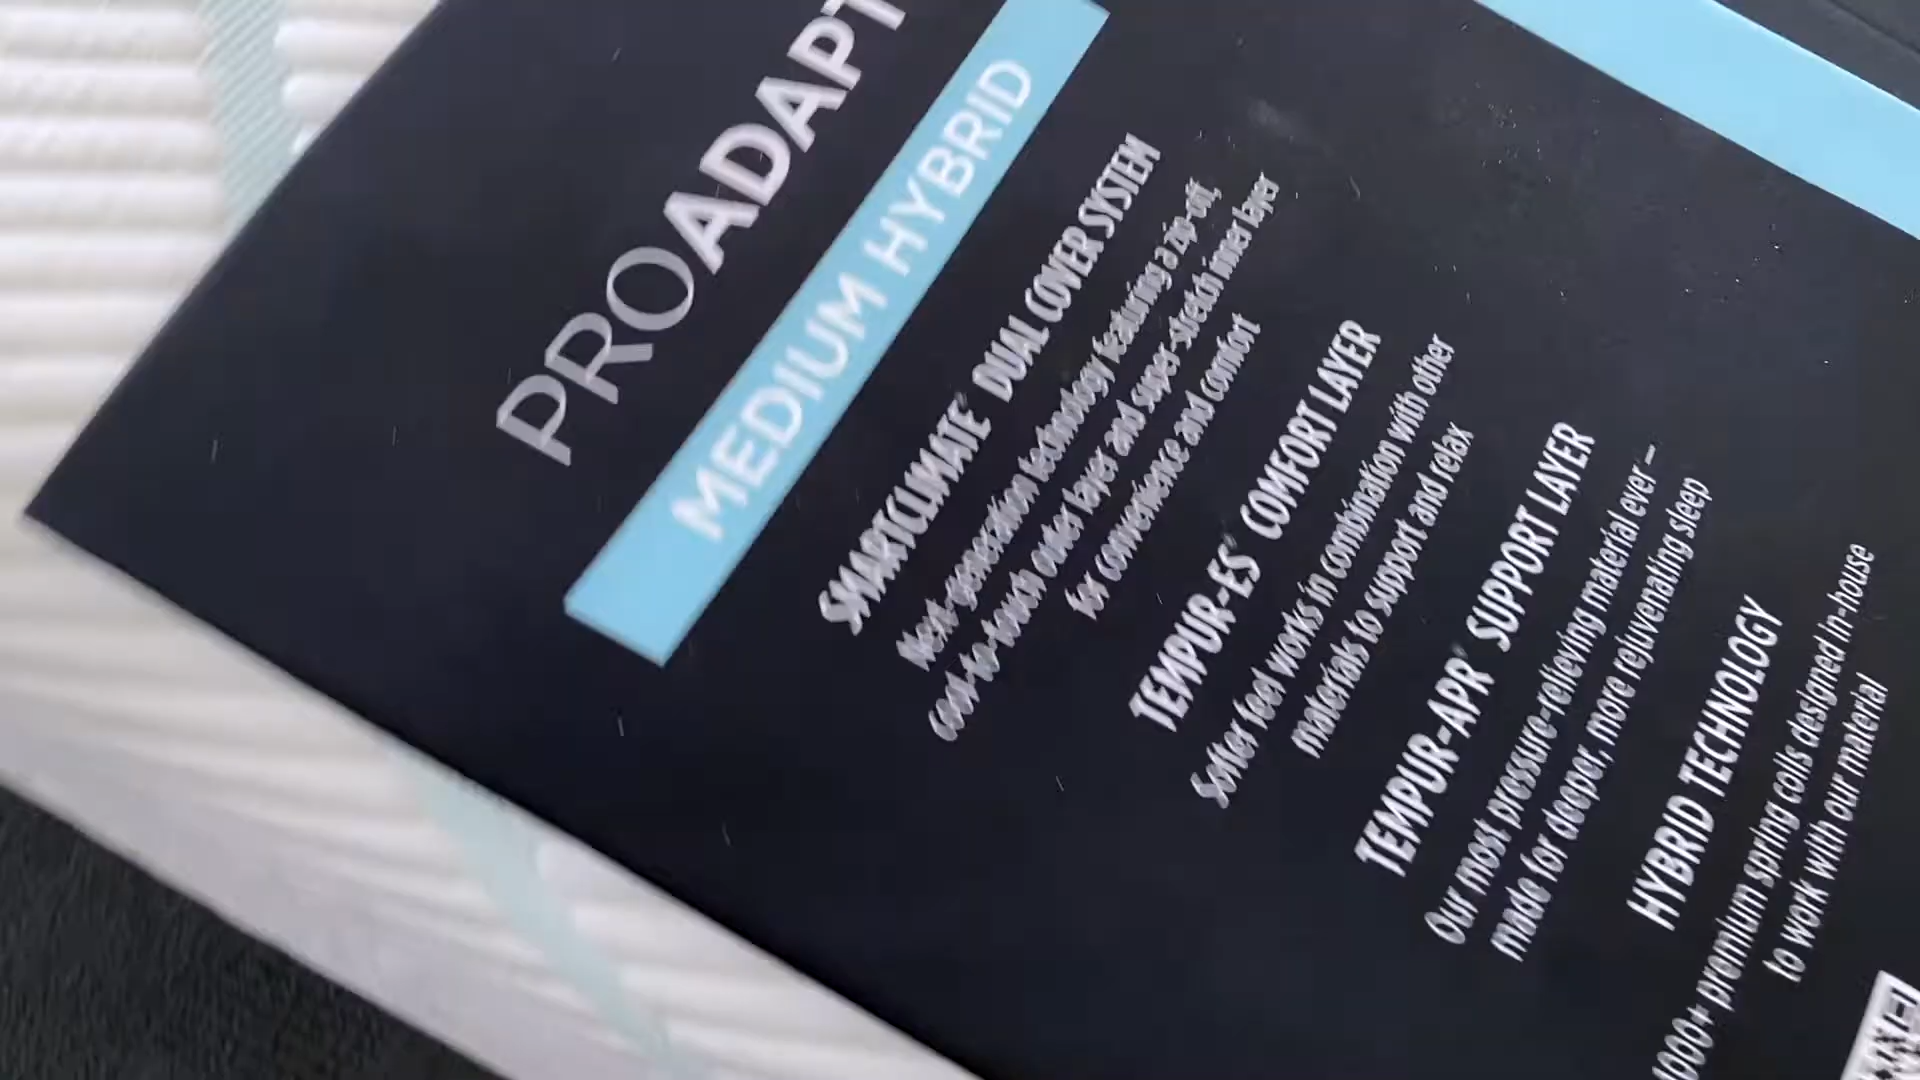 PROADAPT
MEDIUM HYBRID
SMARTCLIMATE® DUAL COVER SYSTEM
Next-generation technology featuring a zip-off,
cool-to-touch outer layer and super-stretch inner layer
for convenience and comfort
TEMPUR-ES® COMFORT LAYER
Softer feel works in combination with other
materials to support and relax
TEMPUR-APR® SUPPORT LAYER
Our most pressure-relieving material ever –
made for deeper, more rejuvenating sleep
HYBRID TECHNOLOGY
1000+ premium spring coils designed in-house
to work with our material